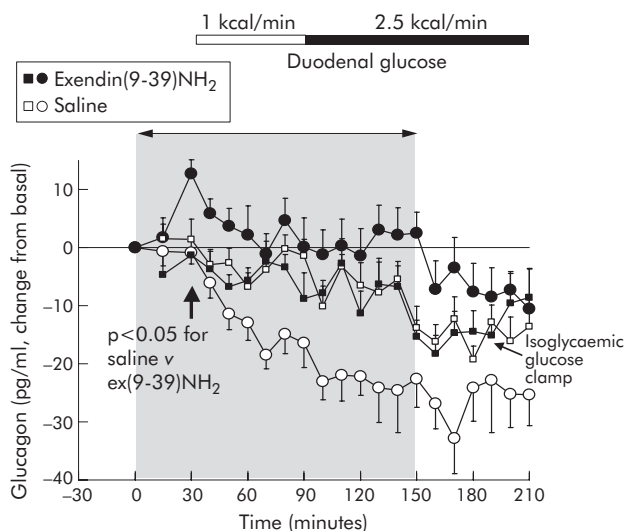 1 kcal/min 2.5 kcal/min
Duodenal glucose
Exendin(9-39)NH2
Saline
10
0
–10
–20
–30
–40
Glucagon (pg/ml, change from basal)
p<0.05 for
saline v
ex(9-39)NH2
Isoglycaemic
glucose
clamp
–30 0 30 60 90 120 150 180 210
Time (minutes)